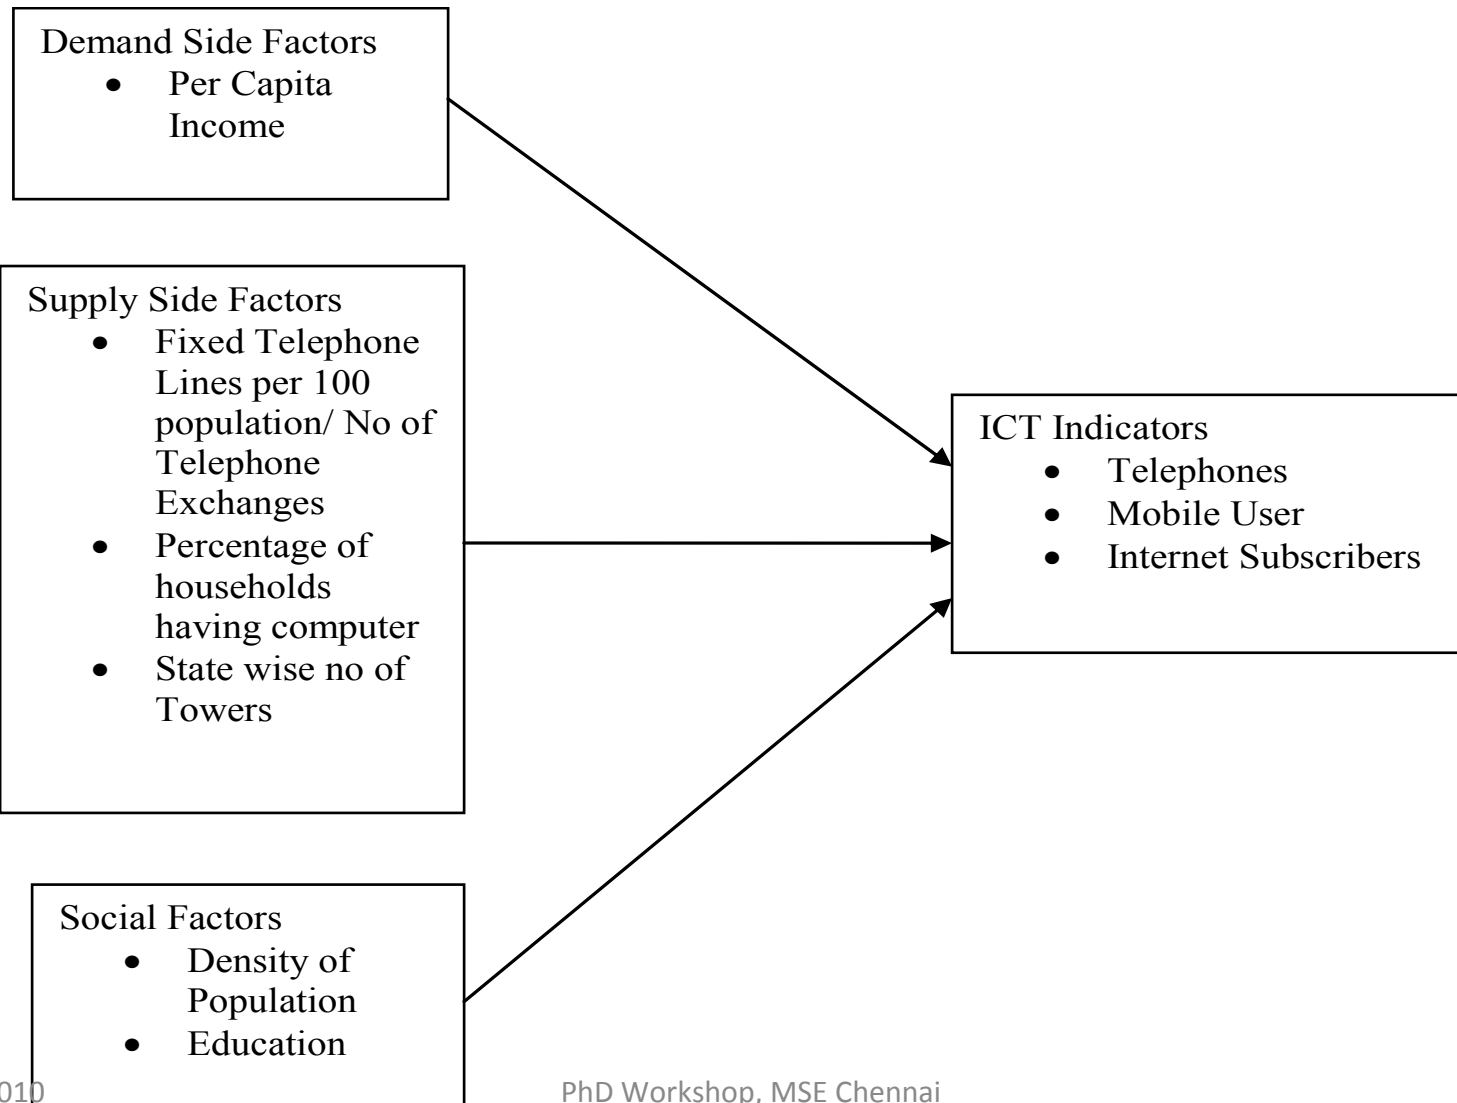 Demand Side Factors
• Per Capita
Income
Supply Side Factors
• Fixed Telephone
Lines per 100
population/ No of
Telephone
Exchanges
• Percentage of
households
having computer
• State wise no of
Towers
ICT Indicators
• Telephones
• Mobile User
• Internet Subscribers
Social Factors
• Density of
Population
• Education
010
PhD Workshop, MSE Chennai